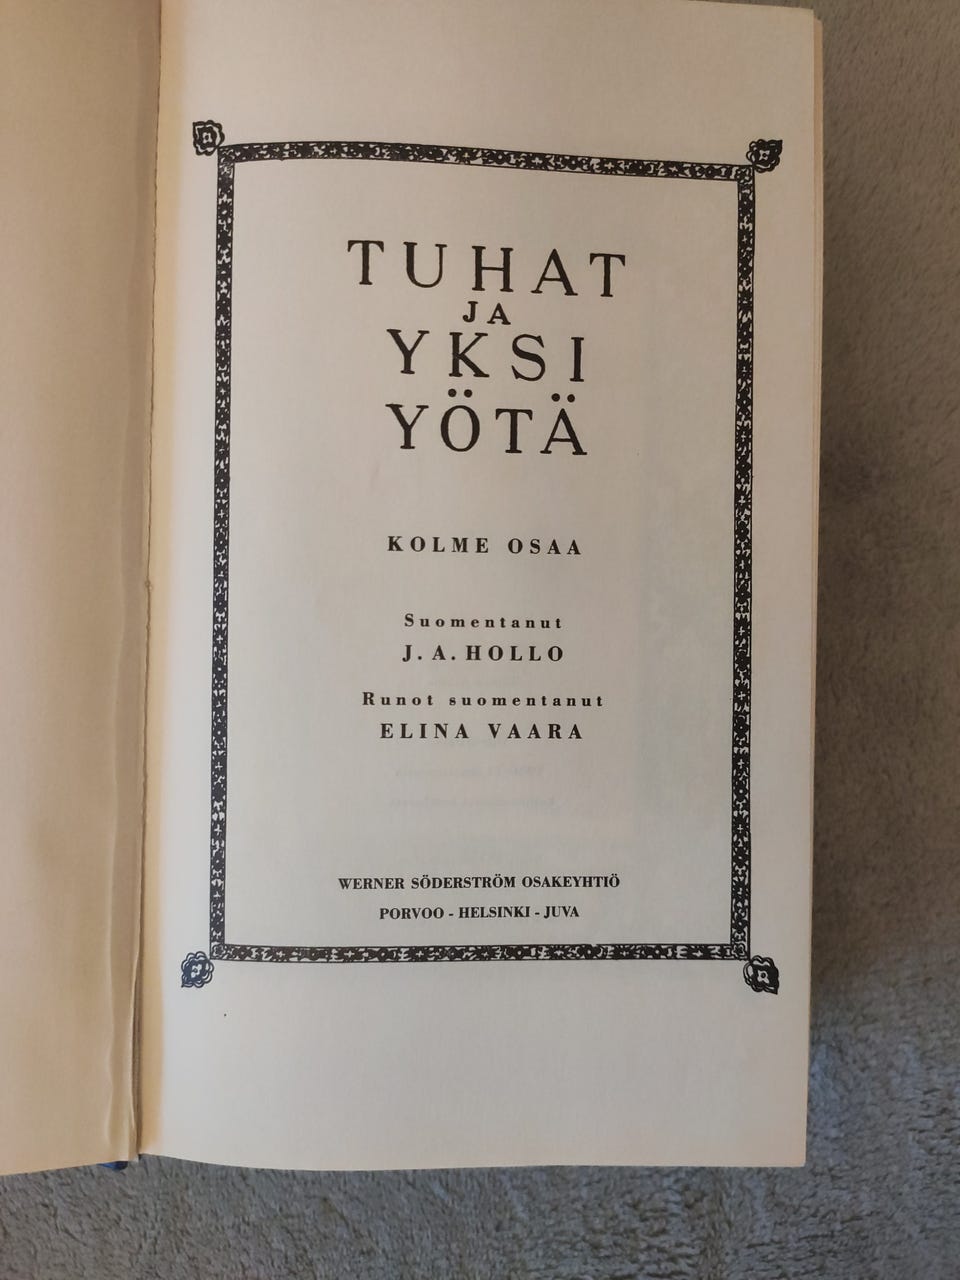 TUHAT
JA
YKSI
YÖTÄ
KOLME OSAA
Suomentanut
J. A. HOLLO
Runot suomentanut
ELINA VAARA
WERNER SÖDERSTRÖM OSAKEYHTIÖ
PORVOO - HELSINKI - JUVA